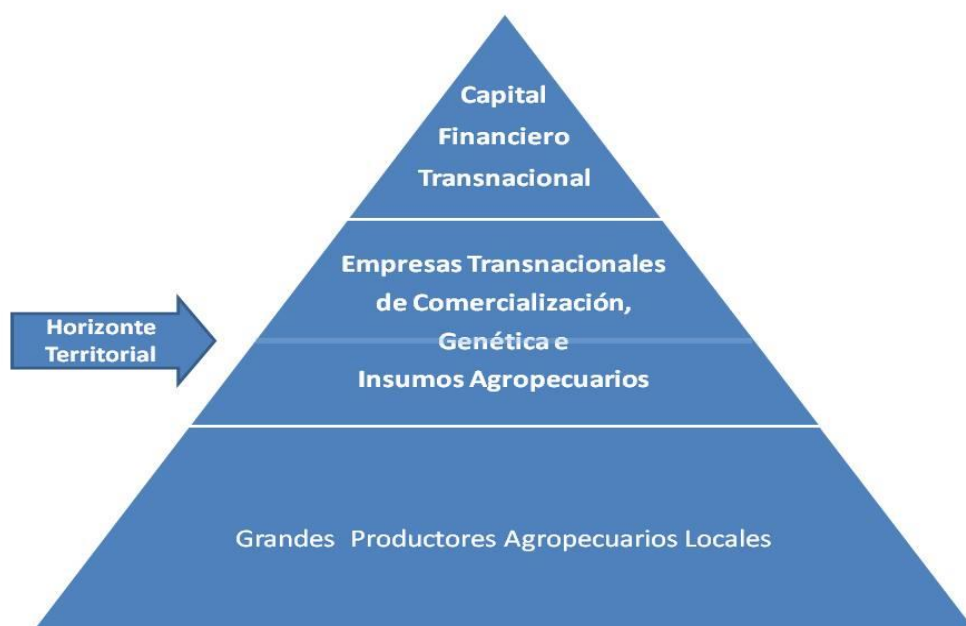 Capital
Financiero
Transnacional
Empresas Transnacionales
de Comercialización,
Genética e
Insumos Agropecuarios
Horizonte
Territorial
Grandes Productores Agropecuarios Locales